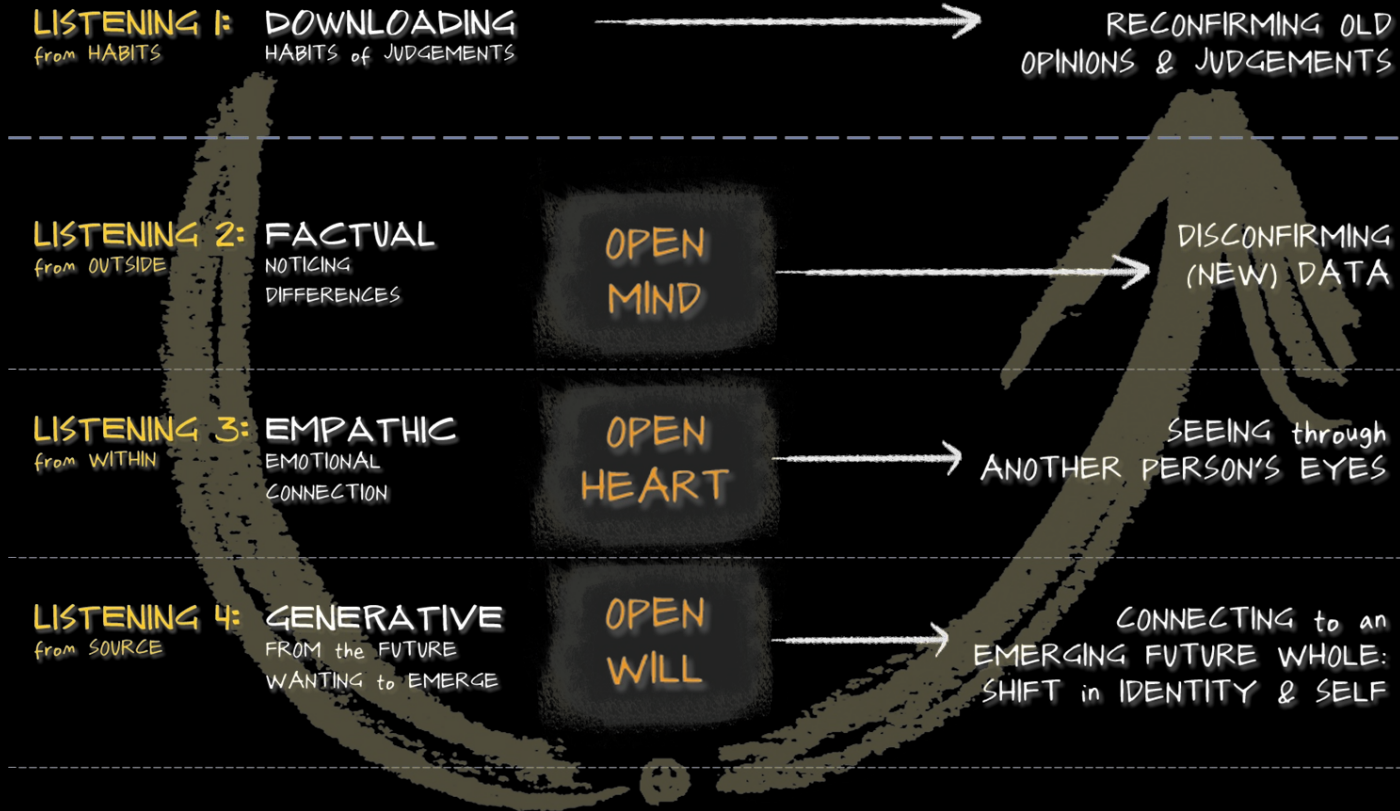 LISTENING 1: DOWNLOADING
from HABITS HABITS of JUDGEMENTS
RECONFIRMING OLD
OPINIONS & JUDGEMENTS
LISTENING 2: FACTUAL
from OUTSIDE NOTICING
DIFFERENCES
OPEN
MIND
DISCONFIRMING
(NEW) DATA
LISTENING 3: EMPATHIC
from WITHIN EMOTIONAL
CONNECTION
OPEN
HEART
SEEING through
ANOTHER PERSON'S EYES
LISTENING 4: GENERATIVE
from SOURCE FROM the FUTURE
WANTING to EMERGE
OPEN
WILL
CONNECTING to an
EMERGING FUTURE WHOLE:
SHIFT in IDENTITY & SELF